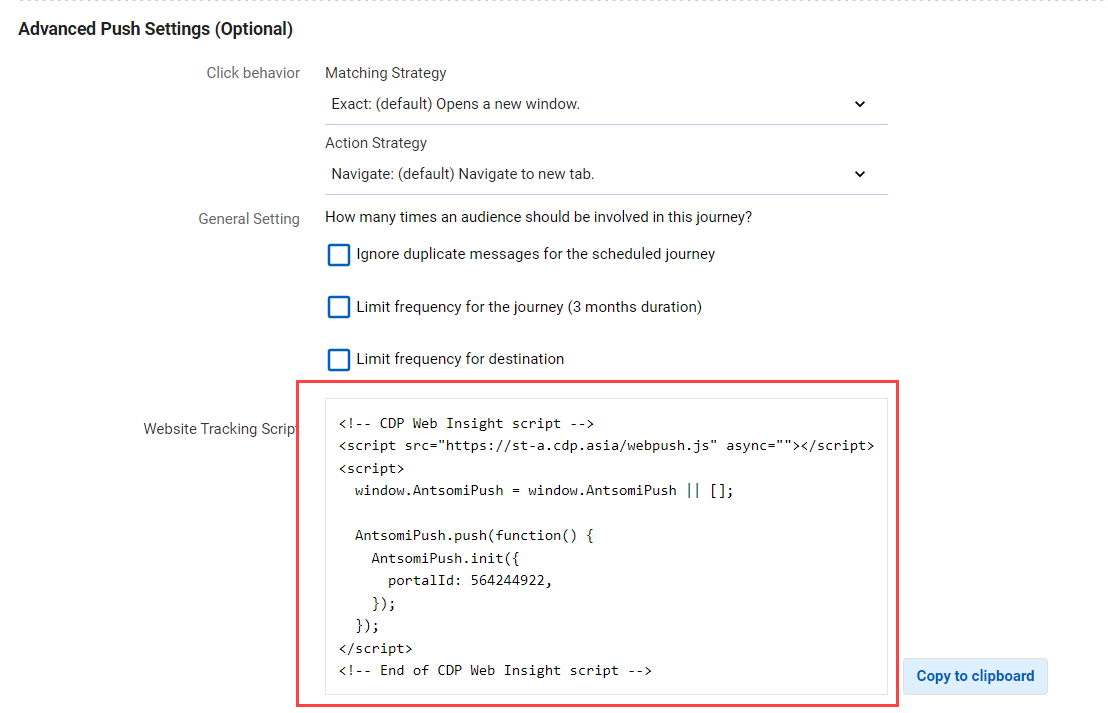 Advanced Push Settings (Optional)
Click behavior
Matching Strategy
Exact: (default) Opens a new window.
Action Strategy
Navigate: (default) Navigate to new tab.
General Setting
How many times an audience should be involved in this journey?
Ignore duplicate messages for the scheduled journey
Limit frequency for the journey (3 months duration)
Limit frequency for destination
Website Tracking Script
<!-- CDP Web Insight script -->
<script src="https://st-a.cdp.asia/webpush.js" async=""></script>
<script>
  window.AntsomiPush = window.AntsomiPush || [];

  AntsomiPush.push(function() {
    AntsomiPush.init({
      portalId: 564244922,
    });
  });
</script>
<!-- End of CDP Web Insight script -->
Copy to clipboard